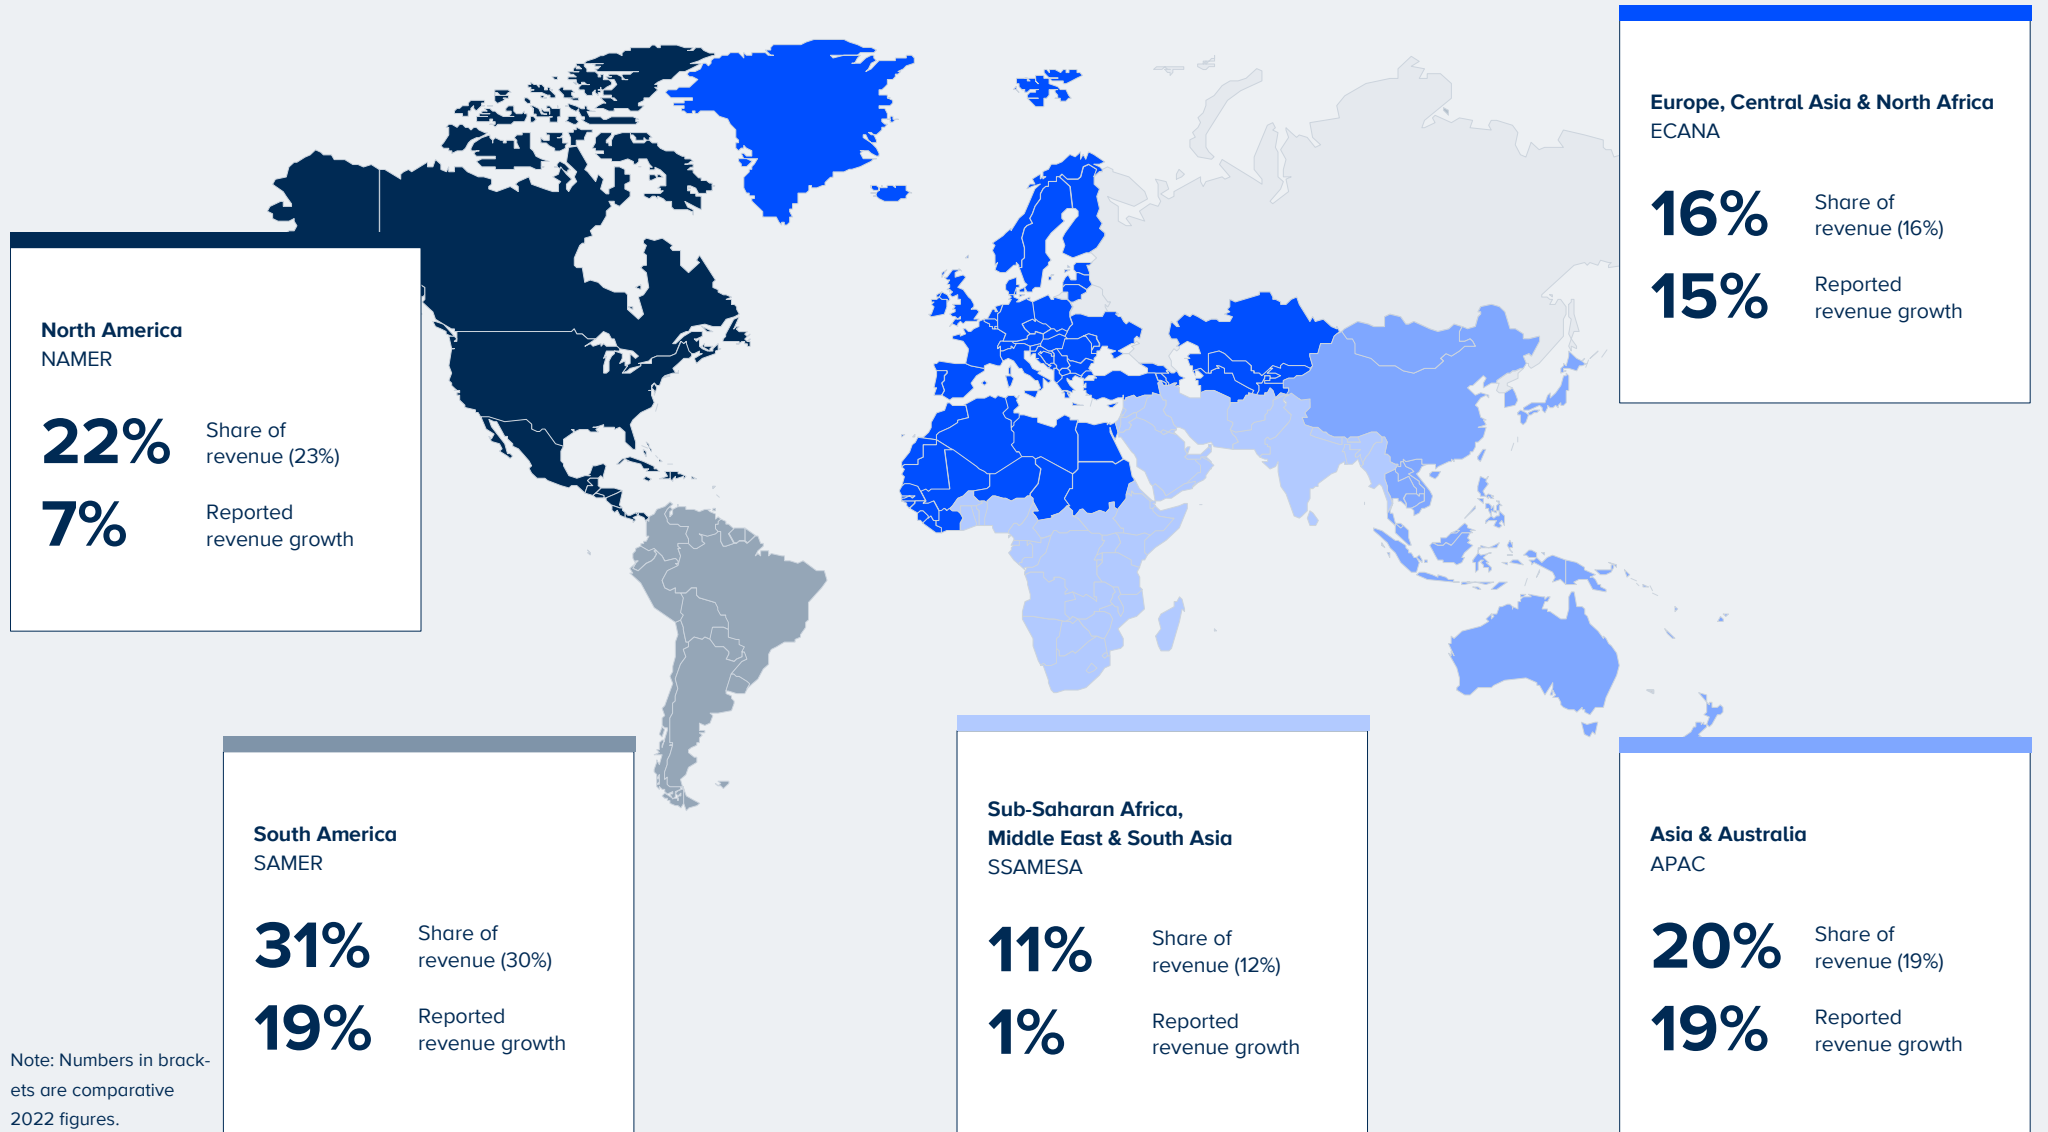 Europe, Central Asia & North Africa
ECANA
16%
Share of
revenue (16%)
15%
Reported
revenue growth
North America
NAMER
22%
Share of
revenue (23%)
7%
Reported
revenue growth
South America
SAMER
31%
Share of
revenue (30%)
19%
Reported
revenue growth
Sub-Saharan Africa,
Middle East & South Asia
SSAMESA
11%
Share of
revenue (12%)
1%
Reported
revenue growth
Asia & Australia
APAC
20%
Share of
revenue (19%)
19%
Reported
revenue growth
Note: Numbers in brack-
ets are comparative
2022 figures.